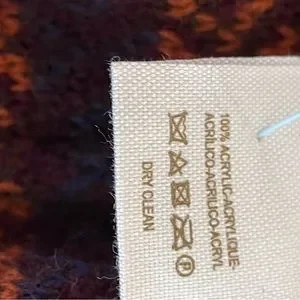 100% ACRYLIC-ACRYLIQUE-
ACRILICO-ACRILICO-ACRYL
P
DRY CLEAN